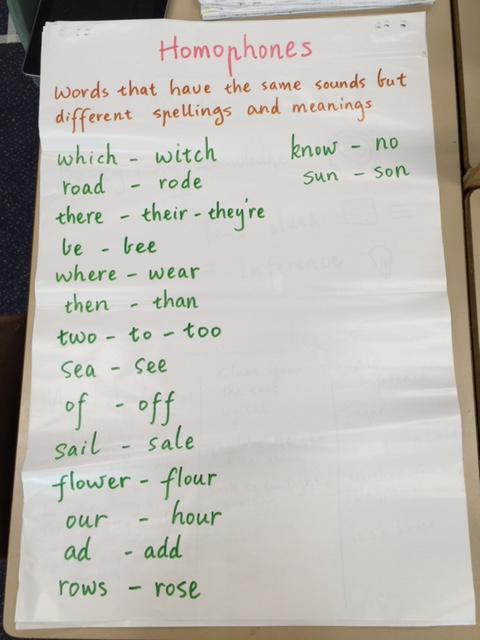 Homophones
Words that have the same sounds but
different spellings and meanings
which - witch
road - rode
there - their - they're
be - bee
where - wear
then - than
two - to - too
sea - see
of - off
sail - sale
flower - flour
our - hour
ad - add
rows - rose
know - no
sun - son